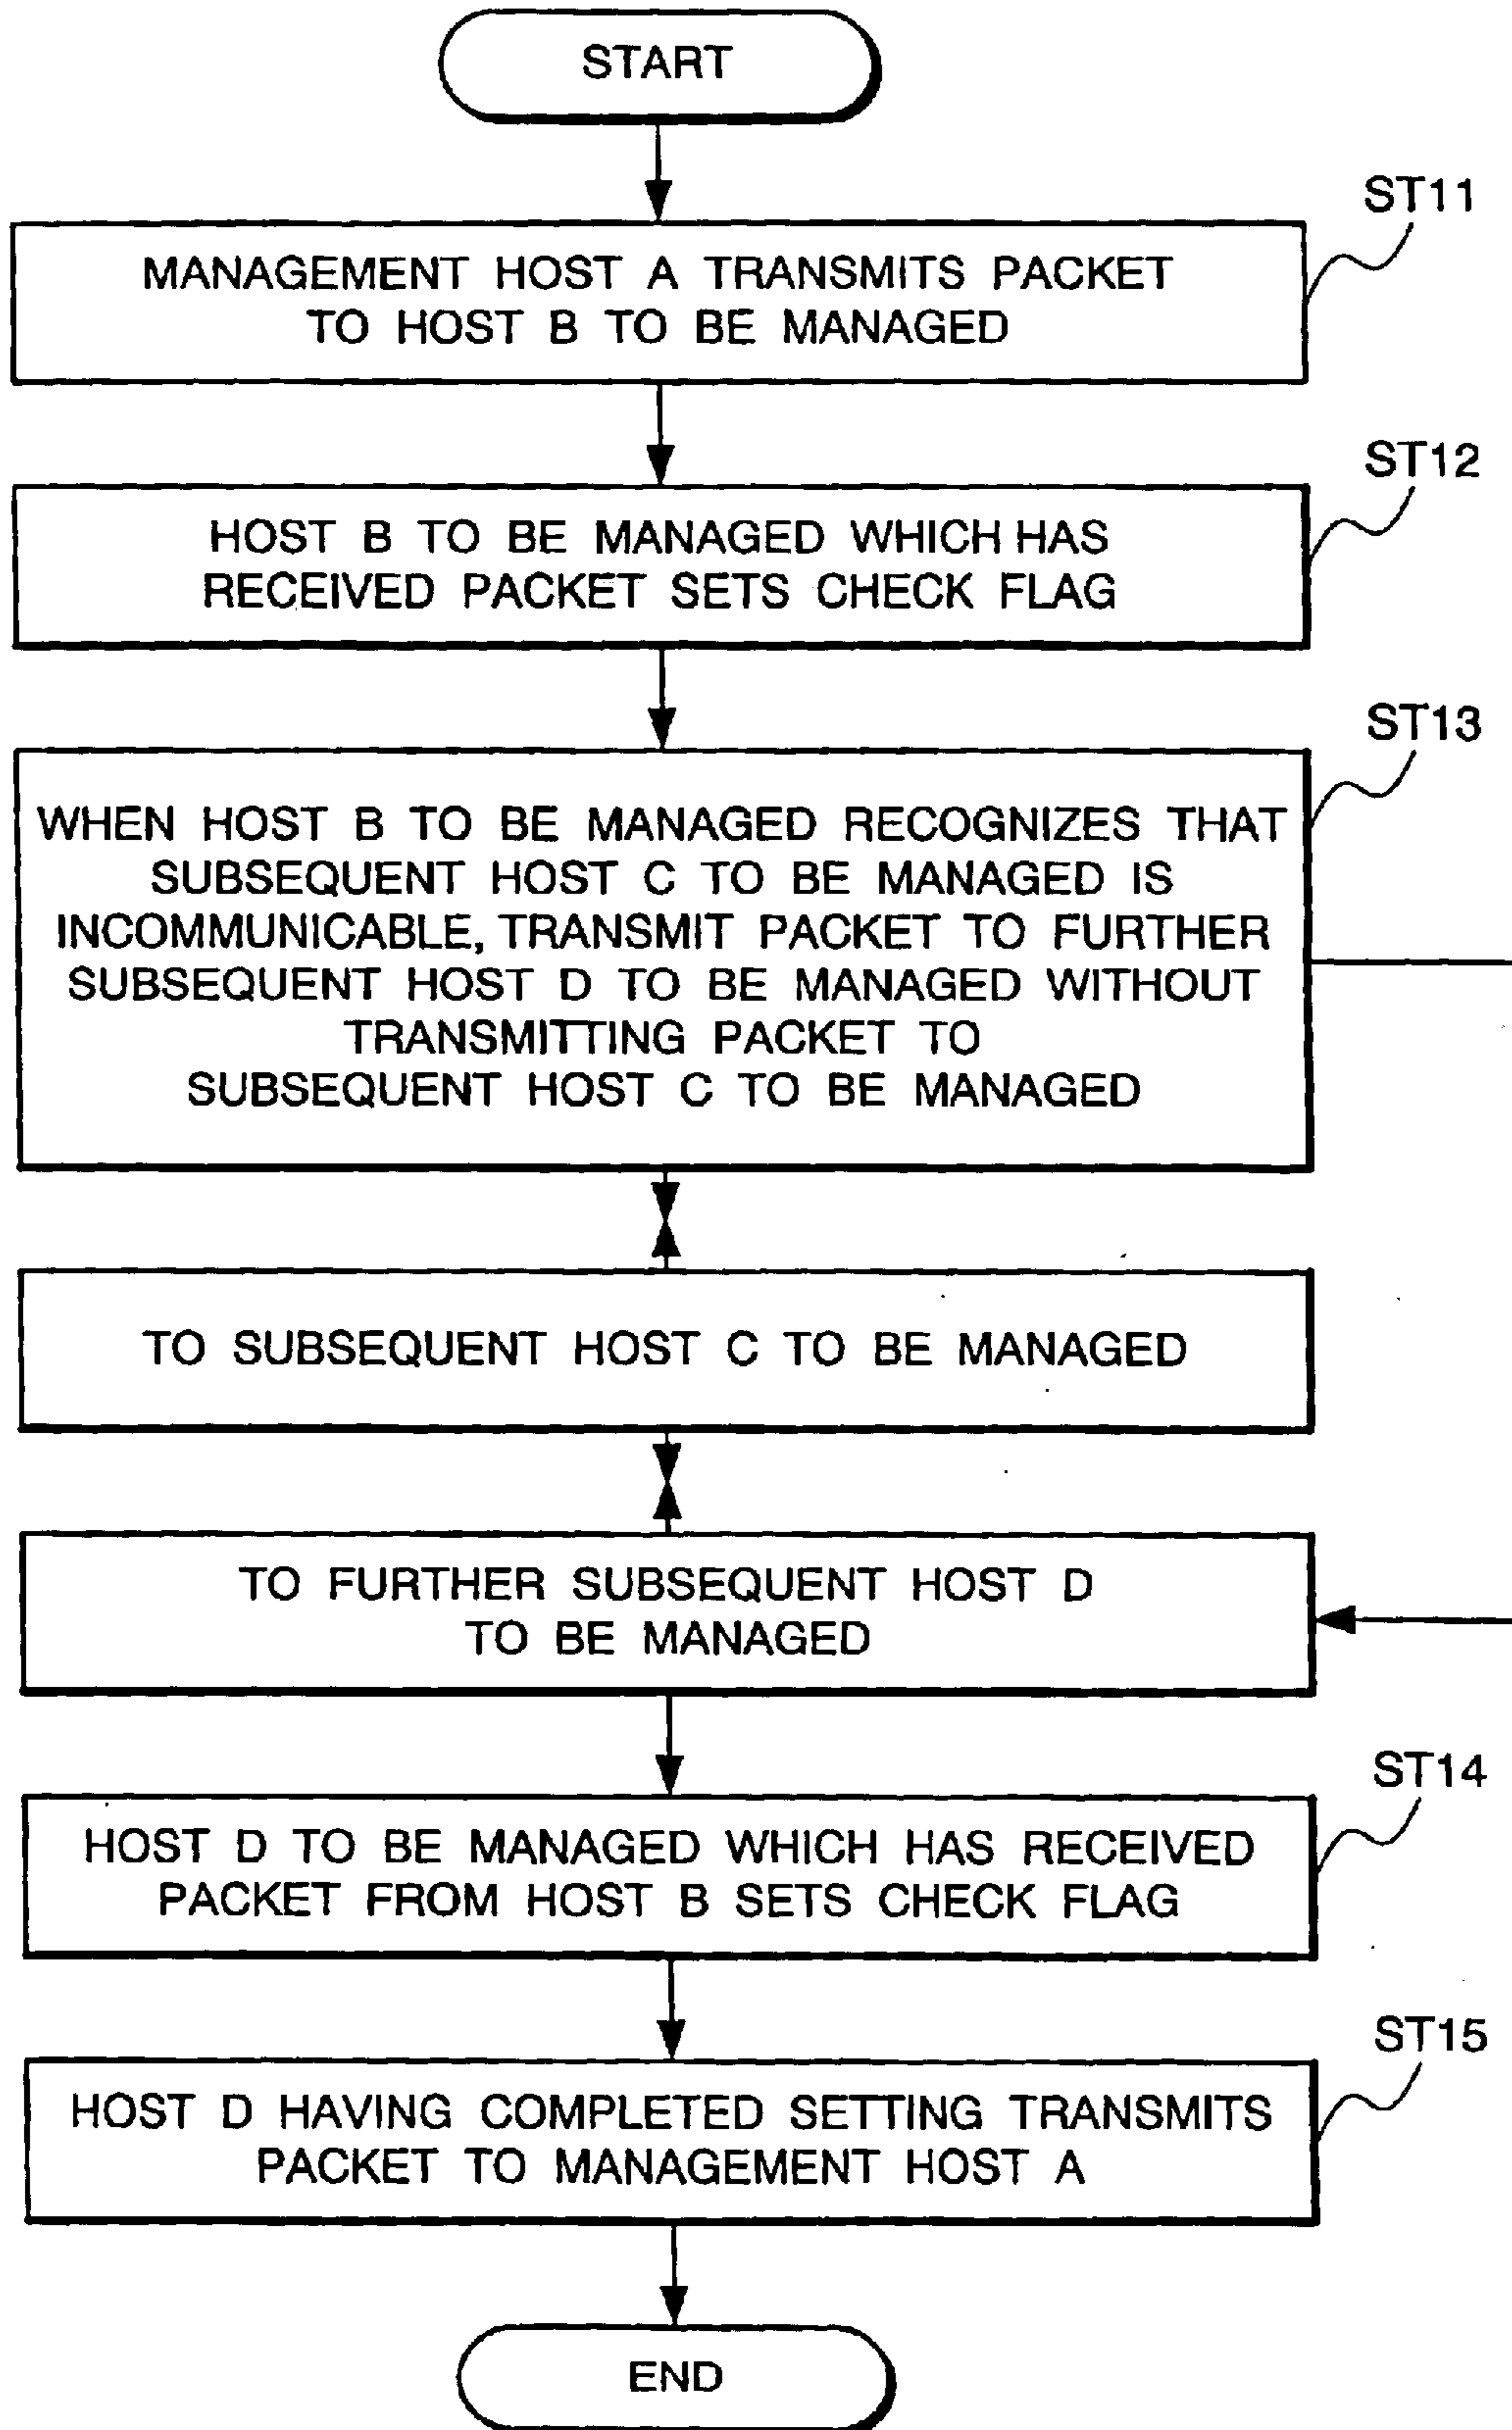 START
ST11
MANAGEMENT HOST A TRANSMITS PACKET
TO HOST B TO BE MANAGED
ST12
HOST B TO BE MANAGED WHICH HAS
RECEIVED PACKET SETS CHECK FLAG
ST13
WHEN HOST B TO BE MANAGED RECOGNIZES THAT
SUBSEQUENT HOST C TO BE MANAGED IS
INCOMMUNICABLE, TRANSMIT PACKET TO FURTHER
SUBSEQUENT HOST D TO BE MANAGED WITHOUT
TRANSMITTING PACKET TO
SUBSEQUENT HOST C TO BE MANAGED
TO SUBSEQUENT HOST C TO BE MANAGED
TO FURTHER SUBSEQUENT HOST D
TO BE MANAGED
ST14
HOST D TO BE MANAGED WHICH HAS RECEIVED
PACKET FROM HOST B SETS CHECK FLAG
ST15
HOST D HAVING COMPLETED SETTING TRANSMITS
PACKET TO MANAGEMENT HOST A
END